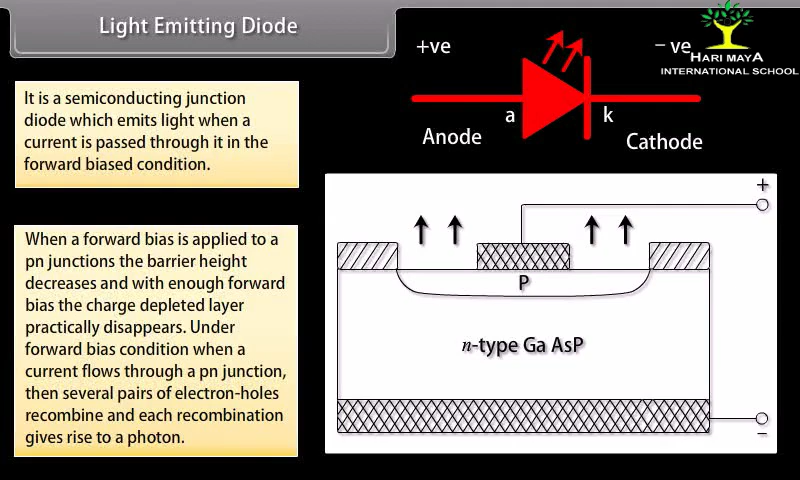 Light Emitting Diode
+ve
– ve
HARI MAYA
INTERNATIONAL SCHOOL
a
k
Anode
Cathode
It is a semiconducting junction
diode which emits light when a
current is passed through it in the
forward biased condition.
When a forward bias is applied to a
pn junctions the barrier height
decreases and with enough forward
bias the charge depleted layer
practically disappears. Under
forward bias condition when a
current flows through a pn junction,
then several pairs of electron-holes
recombine and each recombination
gives rise to a photon.
+
P
n-type Ga AsP
–